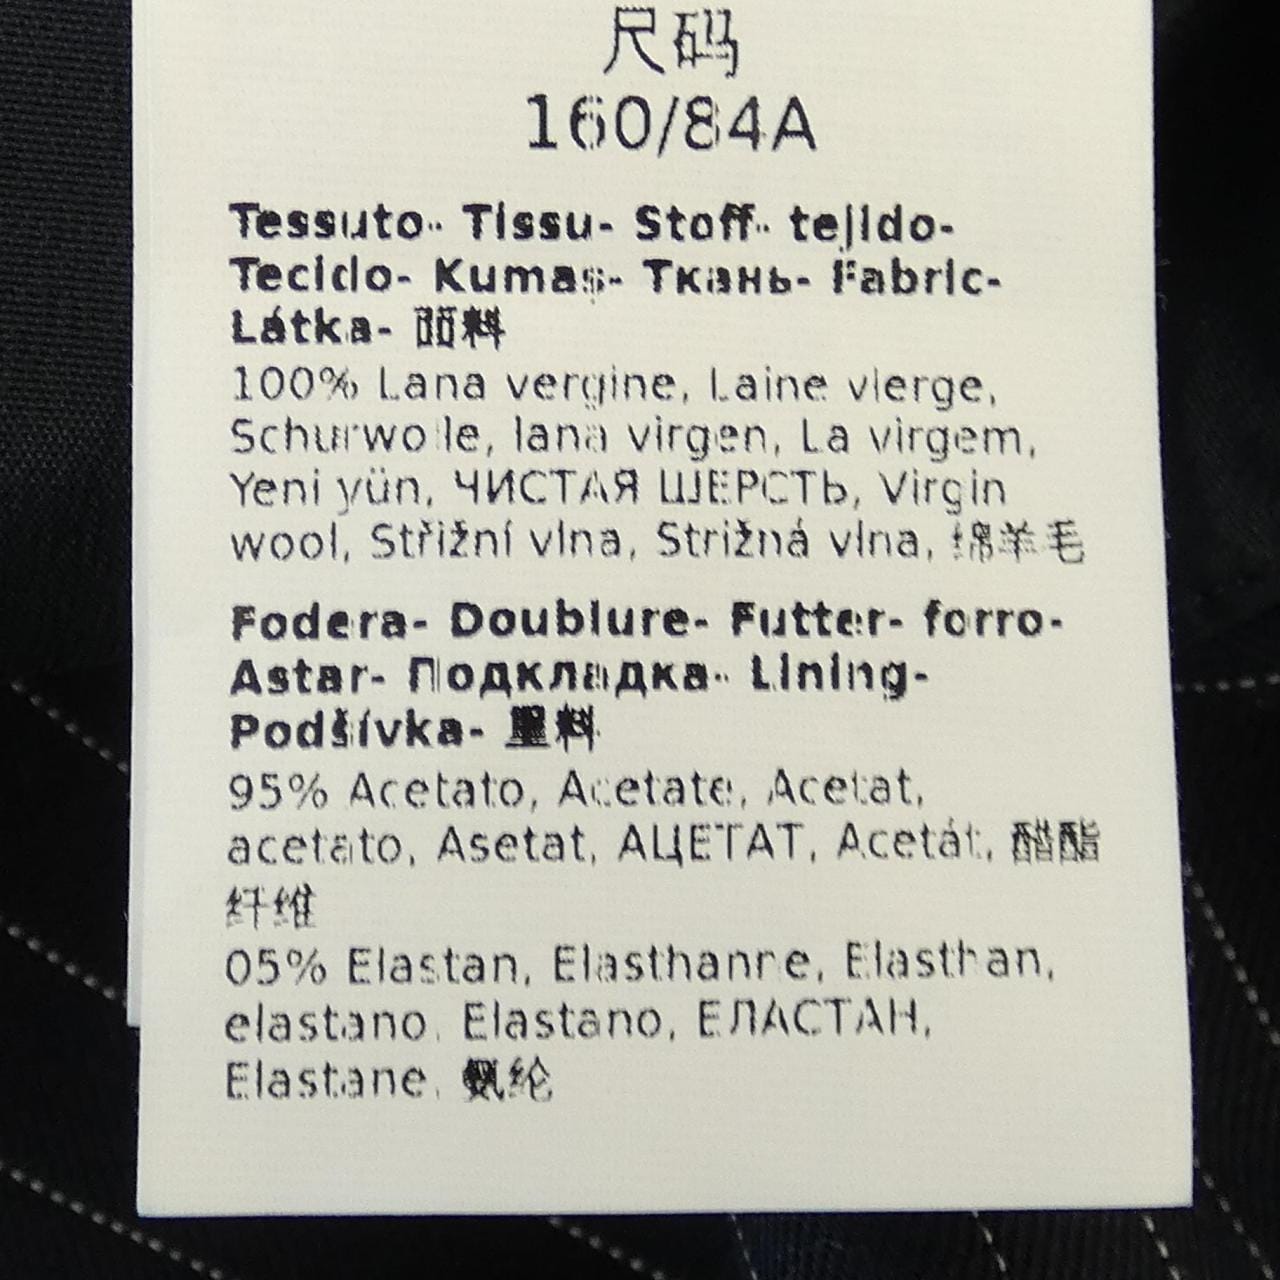 尺码
160/84A
Tessuto- Tissu- Stoff- tejido-
Tecido- Kumaş- Ткань- Fabric-
Látka- 面料
100% Lana vergine, Laine vierge,
Schurwolle, lana virgen, La virgem,
Yeni yün, ЧИСТАЯ ШЕРСТЬ, Virgin
wool, Střižní vlna, Strižná vlna, 绵羊毛
Fodera- Doublure- Futter- forro-
Astar- Подкладка- Lining-
Podšívka- 里料
95% Acetato, Acetate, Acetat,
acetato, Asetat, АЦЕТАТ, Acetát, 醋酯
纤维
05% Elastan, Elasthanne, Elasthan,
elastano, Elastano, ЕЛАСТАН,
Elastane, 氨纶